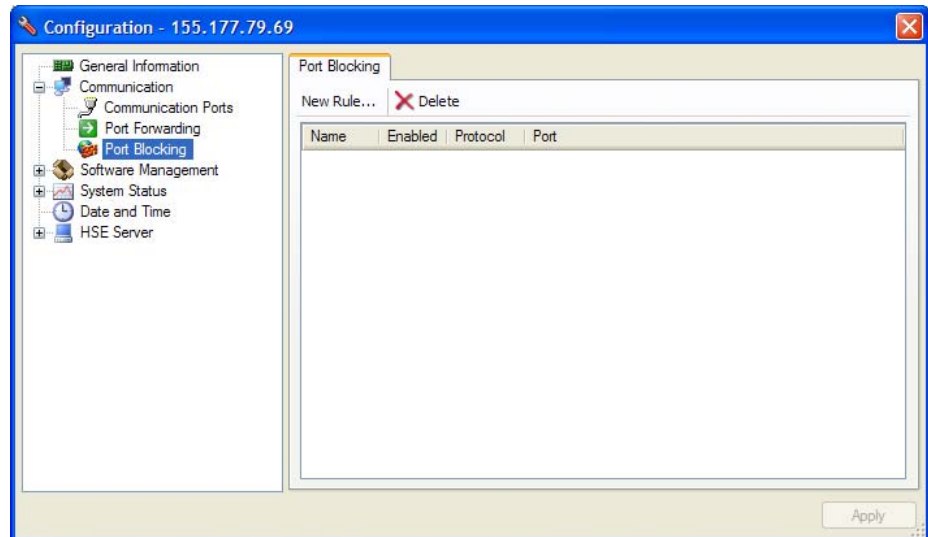 Configuration - 155.177.79.69
General Information
Communication
Communication Ports
Port Forwarding
Port Blocking
Software Management
System Status
Date and Time
HSE Server
Port Blocking
New Rule... Delete
Name Enabled Protocol Port
Apply